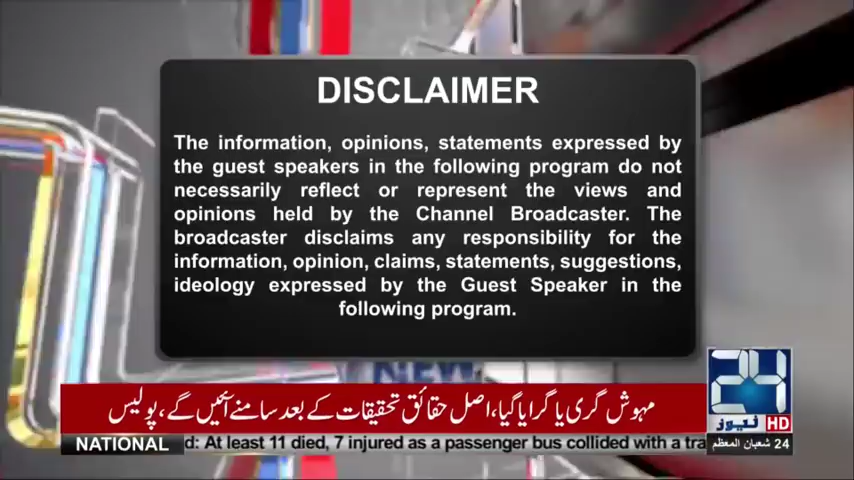 DISCLAIMER
The information, opinions, statements expressed by
the guest speakers in the following program do not
necessarily reflect or represent the views and
opinions held by the Channel Broadcaster. The
broadcaster disclaims any responsibility for the
information, opinion, claims, statements, suggestions,
ideology expressed by the Guest Speaker in the
following program.
NEW
24
نیوز HD
مہوش گری یا گرایا گیا، اصل حقائق تحقیقات کے بعد سامنے آئیں گے، پولیس
24 شعبان المعظم
NATIONAL d: At least 11 died, 7 injured as a passenger bus collided with a tra